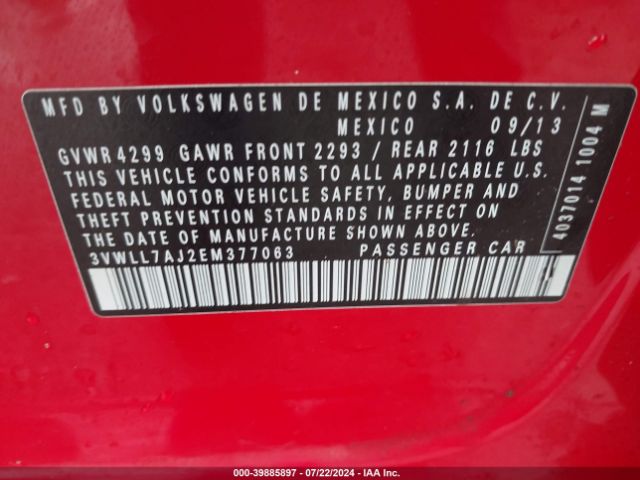 MFD BY VOLKSWAGEN DE MEXICO S.A. DE C.V.
MEXICO 09/13
GVWR 4299 GAWR FRONT 2293 / REAR 2116 LBS
THIS VEHICLE CONFORMS TO ALL APPLICABLE U.S.
FEDERAL MOTOR VEHICLE SAFETY, BUMPER AND
THEFT PREVENTION STANDARDS IN EFFECT ON
THE DATE OF MANUFACTURE SHOWN ABOVE.
3VWLL7AJ2EM377063 PASSENGER CAR
4037014 1004 M
000-39885897 - 07/22/2024 - IAA Inc.